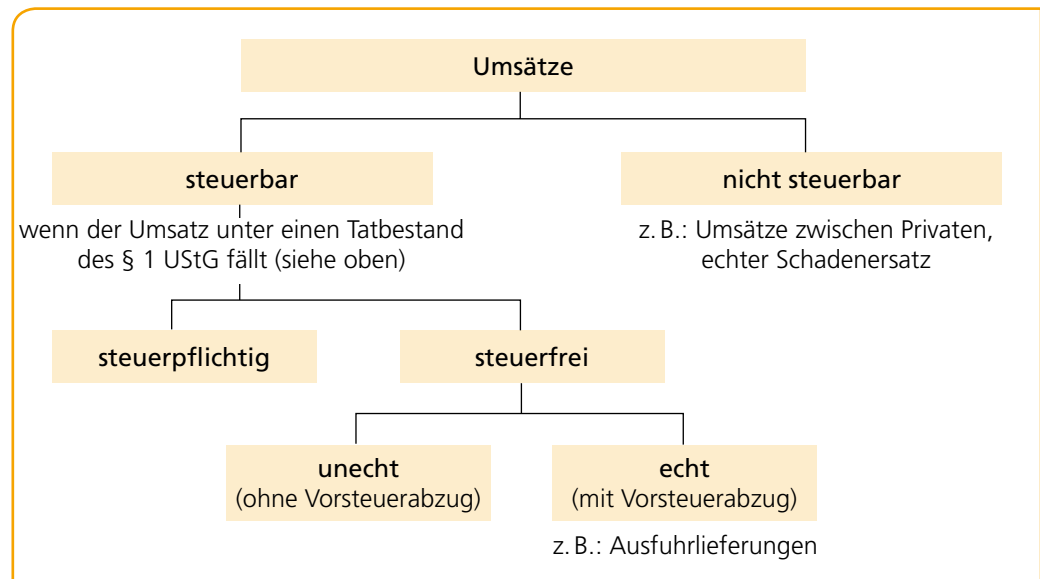 Umsätze
steuerbar
nicht steuerbar
wenn der Umsatz unter einen Tatbestand
des § 1 UStG fällt (siehe oben)
z. B.: Umsätze zwischen Privaten,
echter Schadenersatz
steuerpflichtig
steuerfrei
unecht
(ohne Vorsteuerabzug)
echt
(mit Vorsteuerabzug)
z. B.: Ausfuhrlieferungen